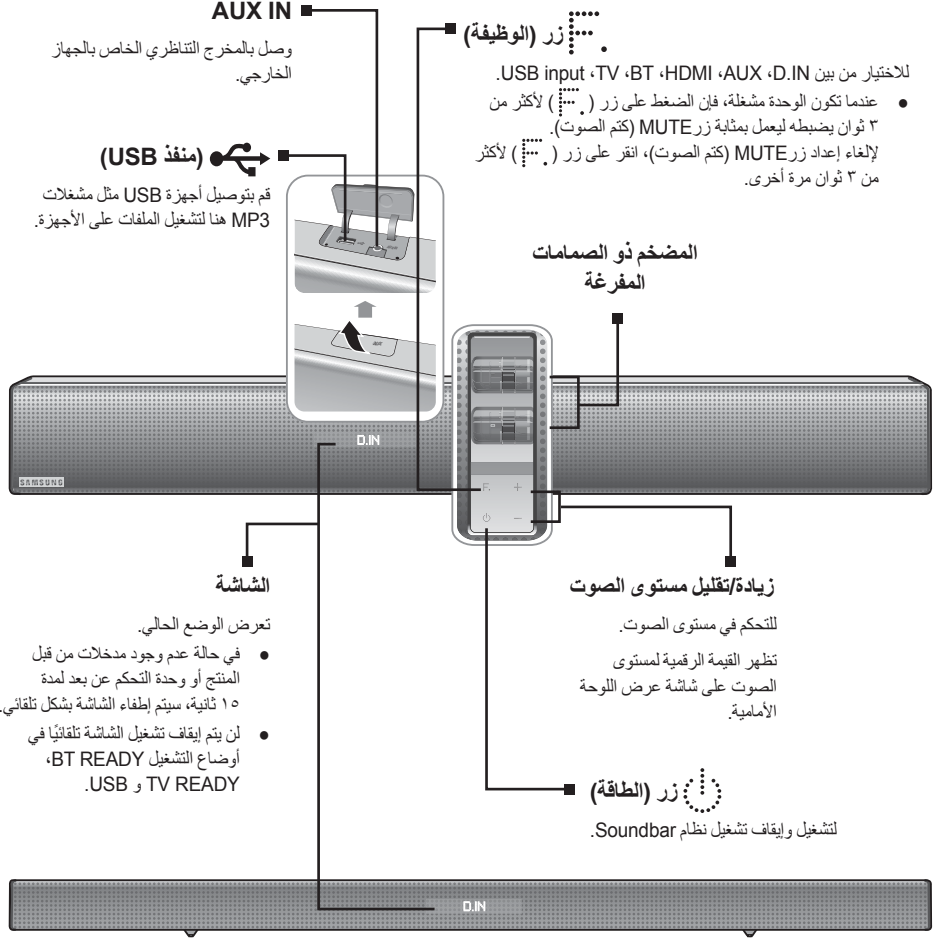 AUX IN
وصل بالمخرج التناظري الخاص بالجهاز
الخارجي.
(منفذ USB)
قم بتوصيل أجهزة USB مثل مشغلات
MP3 هنا لتشغيل الملفات على الأجهزة.
F. زر (الوظيفة)
للاختيار من بين D.IN، ‏AUX، ‏HDMI، ‏BT، ‏TV، ‏USB input.
● عندما تكون الوحدة مشغلة، فإن الضغط على زر ( F. ) لأكثر من
٣ ثوان يضبطه ليعمل بمثابة زر MUTE (كتم الصوت).
لإلغاء إعداد زر MUTE (كتم الصوت)، انقر على زر ( F. ) لأكثر
من ٣ ثوان مرة أخرى.
المضخم ذو الصمامات
المفرغة
D.IN
SAMSUNG
F. +
–
الشاشة
تعرض الوضع الحالي.
● في حالة عدم وجود مدخلات من قبل
المنتج أو وحدة التحكم عن بعد لمدة
١٥ ثانية، سيتم إطفاء الشاشة بشكل تلقائي.
● لن يتم إيقاف تشغيل الشاشة تلقائيًا في
أوضاع التشغيل BT READY،
TV READY و USB.
زيادة/تقليل مستوى الصوت
للتحكم في مستوى الصوت.
تظهر القيمة الرقمية لمستوى
الصوت على شاشة عرض اللوحة
الأمامية.
زر (الطاقة)
لتشغيل وإيقاف تشغيل نظام Soundbar.
D.IN